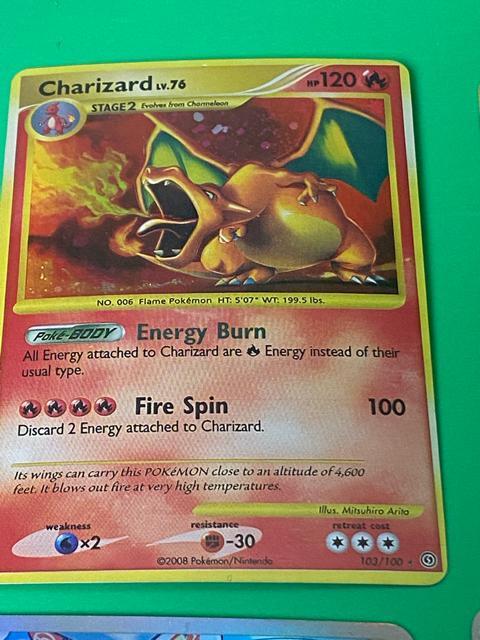 Charizard LV.76 HP 120
STAGE 2 Evolves from Charmeleon
NO. 006 Flame Pokémon HT: 5'07" WT: 199.5 lbs.
Poké-BODY Energy Burn
All Energy attached to Charizard are Energy instead of their
usual type.
Fire Spin 100
Discard 2 Energy attached to Charizard.
Its wings can carry this POKéMON close to an altitude of 4,600
feet. It blows out fire at very high temperatures.
Illus. Mitsuhiro Arita
weakness resistance retreat cost
×2 -30
©2008 Pokémon/Nintendo 103/100